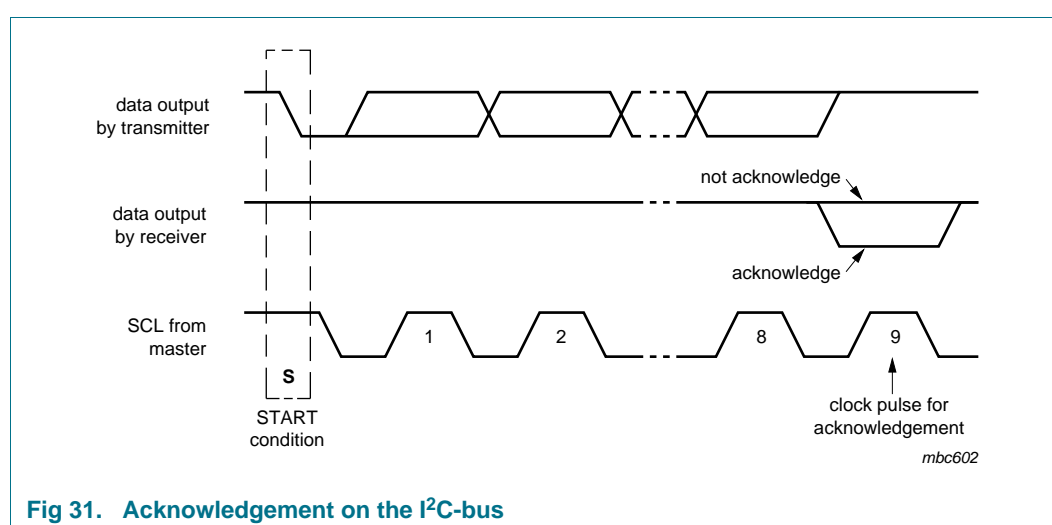 data output
by transmitter
not acknowledge
data output
by receiver
acknowledge
SCL from
master
1
2
8
9
S
START
condition
clock pulse for
acknowledgement
mbc602
Fig 31. Acknowledgement on the I²C-bus